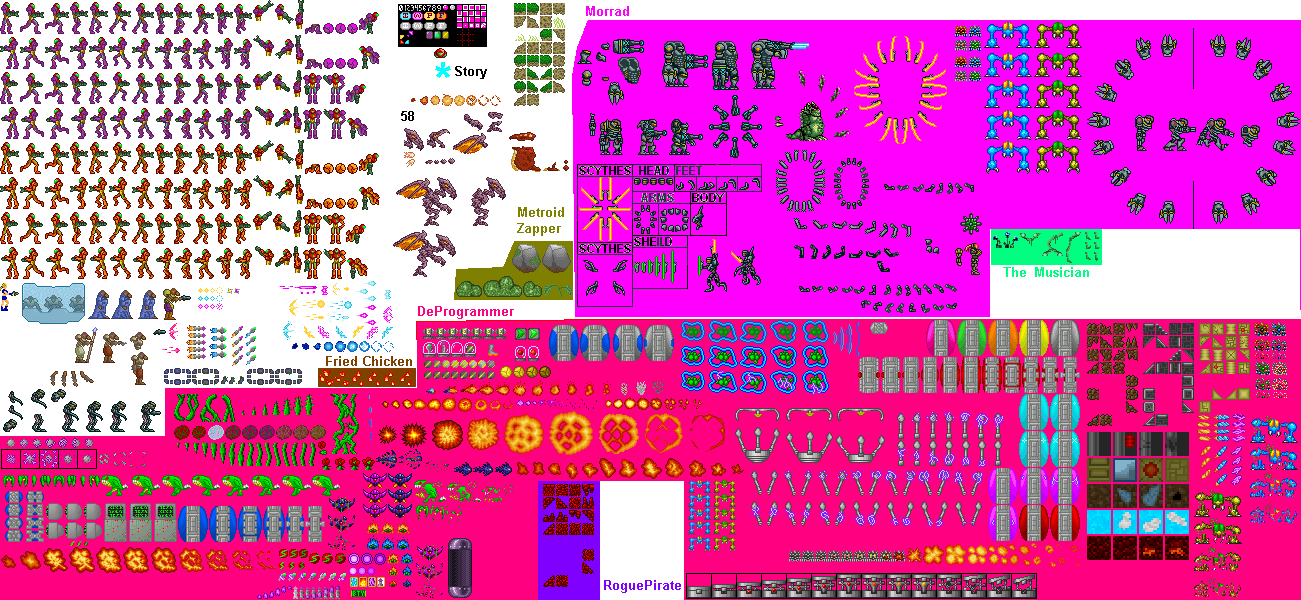 Morrad
0123456789
Story
58
SCYTHES HEAD FEET
ARMS BODY
Metroid
Zapper
SCYTHES SHEILD
The Musician
DeProgrammer
Fried Chicken
RoguePirate